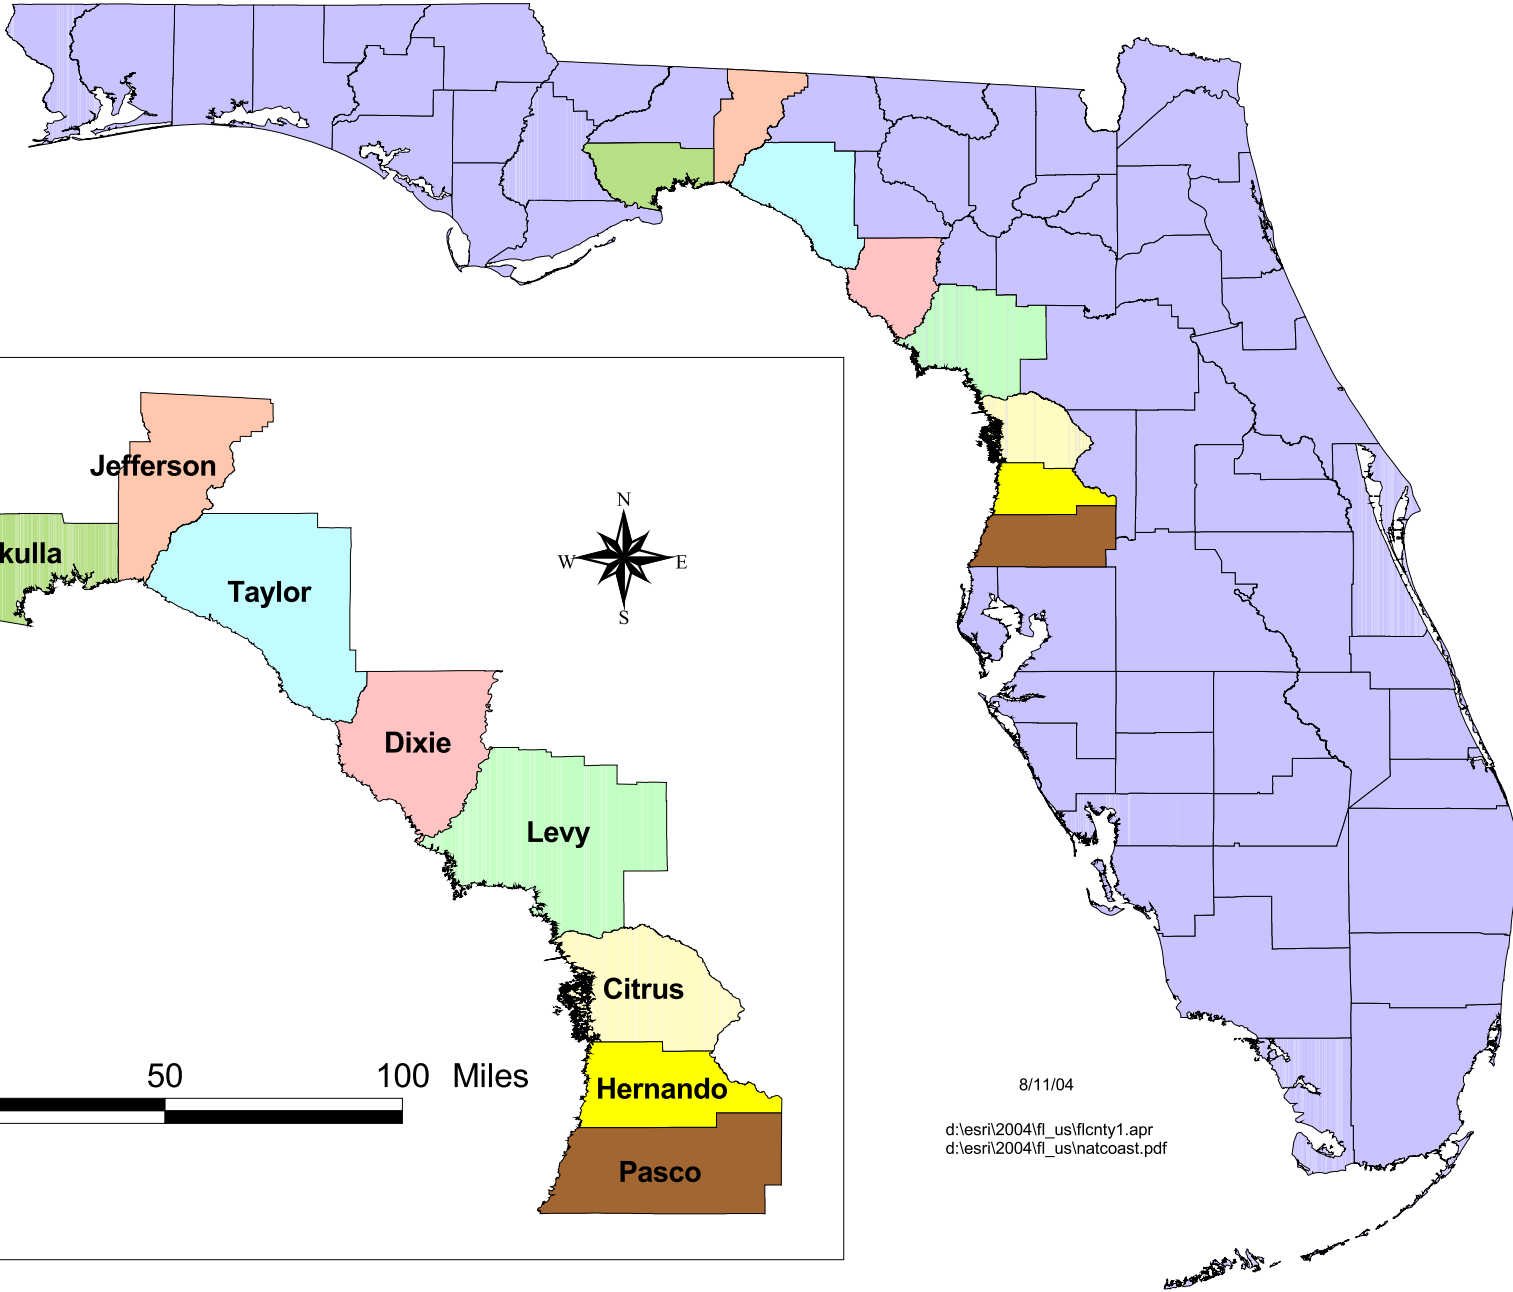 Jefferson
N
kulla
W
E
Taylor
S
Dixie
Levy
Citrus
50
100 Miles
Hernando
8/11/04
d:\esri\2004\fl_us\flcnty1.apr
d:\esri\2004\fl_us\natcoast.pdf
Pasco